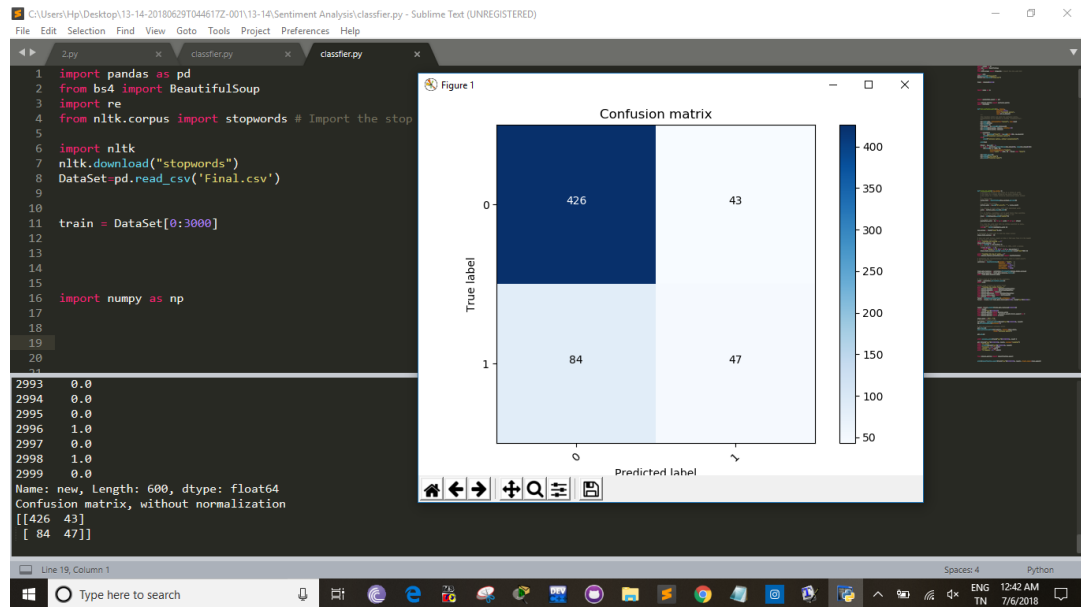 C:\Users\Hp\Desktop\13-14-20180629T044617Z-001\13-14\Sentiment Analysis\classfier.py - Sublime Text (UNREGISTERED)
File Edit Selection Find View Goto Tools Project Preferences Help
2.py classfier.py classfier.py
1 import pandas as pd
2 from bs4 import BeautifulSoup
3 import re
4 from nltk.corpus import stopwords # Import the stop
5
6 import nltk
7 nltk.download("stopwords")
8 DataSet=pd.read_csv('Final.csv')
9
10
11 train = DataSet[0:3000]
12
13
14
15
16 import numpy as np
17
18
19
20
21
Figure 1
Confusion matrix
True label
0
1
426 43
84 47
0 1
Predicted label
400
350
300
250
200
150
100
50
2993 0.0
2994 0.0
2995 0.0
2996 1.0
2997 0.0
2998 1.0
2999 0.0
Name: new, Length: 600, dtype: float64
Confusion matrix, without normalization
[[426 43]
[ 84 47]]
Line 19, Column 1
Spaces: 4 Python
Type here to search
DEV
ENG
TN
12:42 AM
7/6/2018